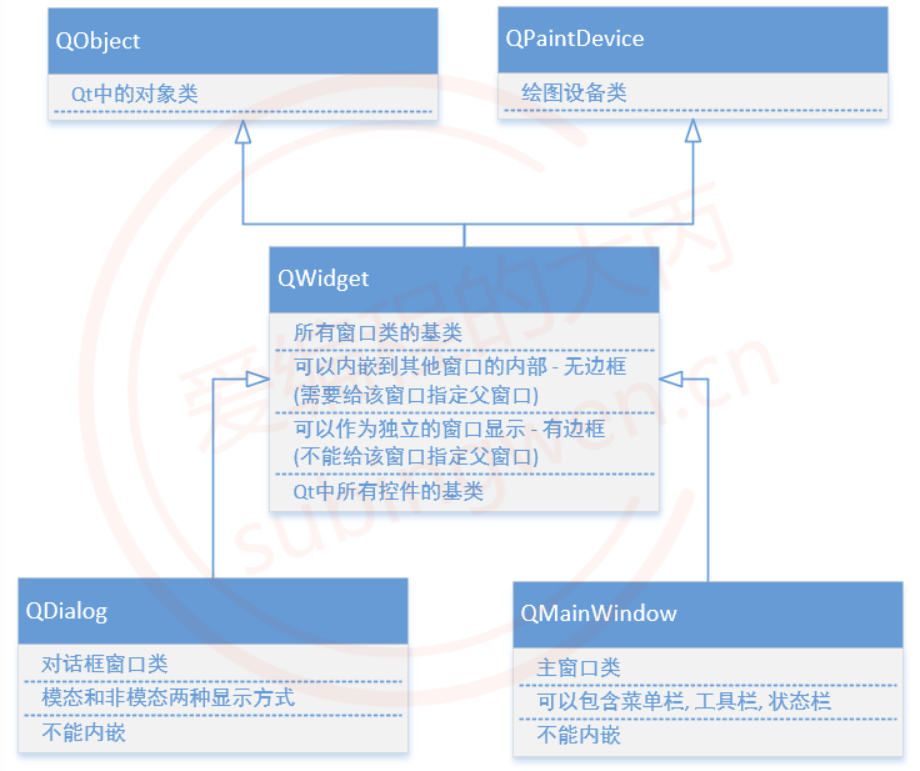 QObject
Qt中的对象类
QPaintDevice
绘图设备类
QWidget
所有窗口类的基类
可以内嵌到其他窗口的内部 - 无边框
(需要给该窗口指定父窗口)
可以作为独立的窗口显示 - 有边框
(不能给该窗口指定父窗口)
Qt中所有控件的基类
QDialog
对话框窗口类
模态和非模态两种显示方式
不能内嵌
QMainWindow
主窗口类
可以包含菜单栏, 工具栏, 状态栏
不能内嵌
爱编程的大丙
subingwen.cn